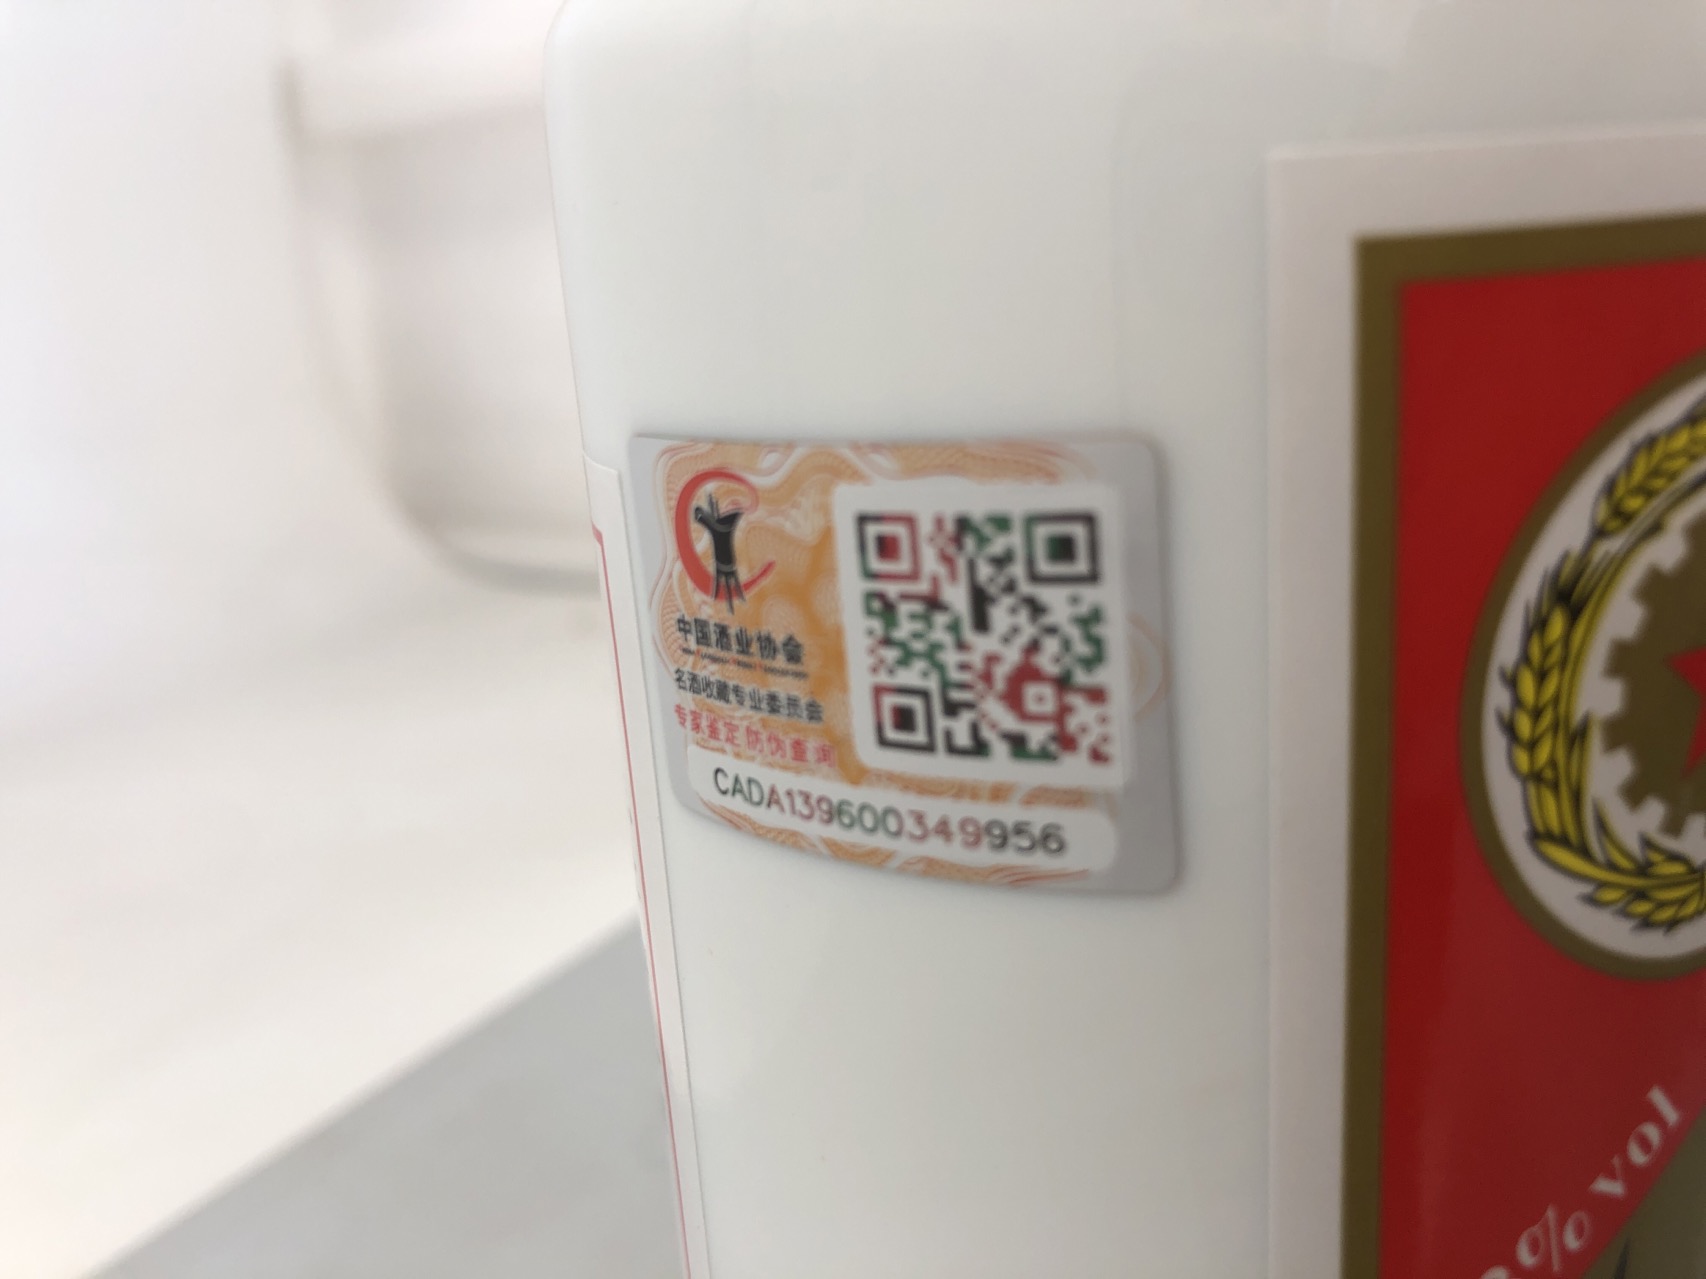 中国酒业协会
名酒收藏专业委员会
专家鉴定 防伪查询
CADA139600349956
% vol